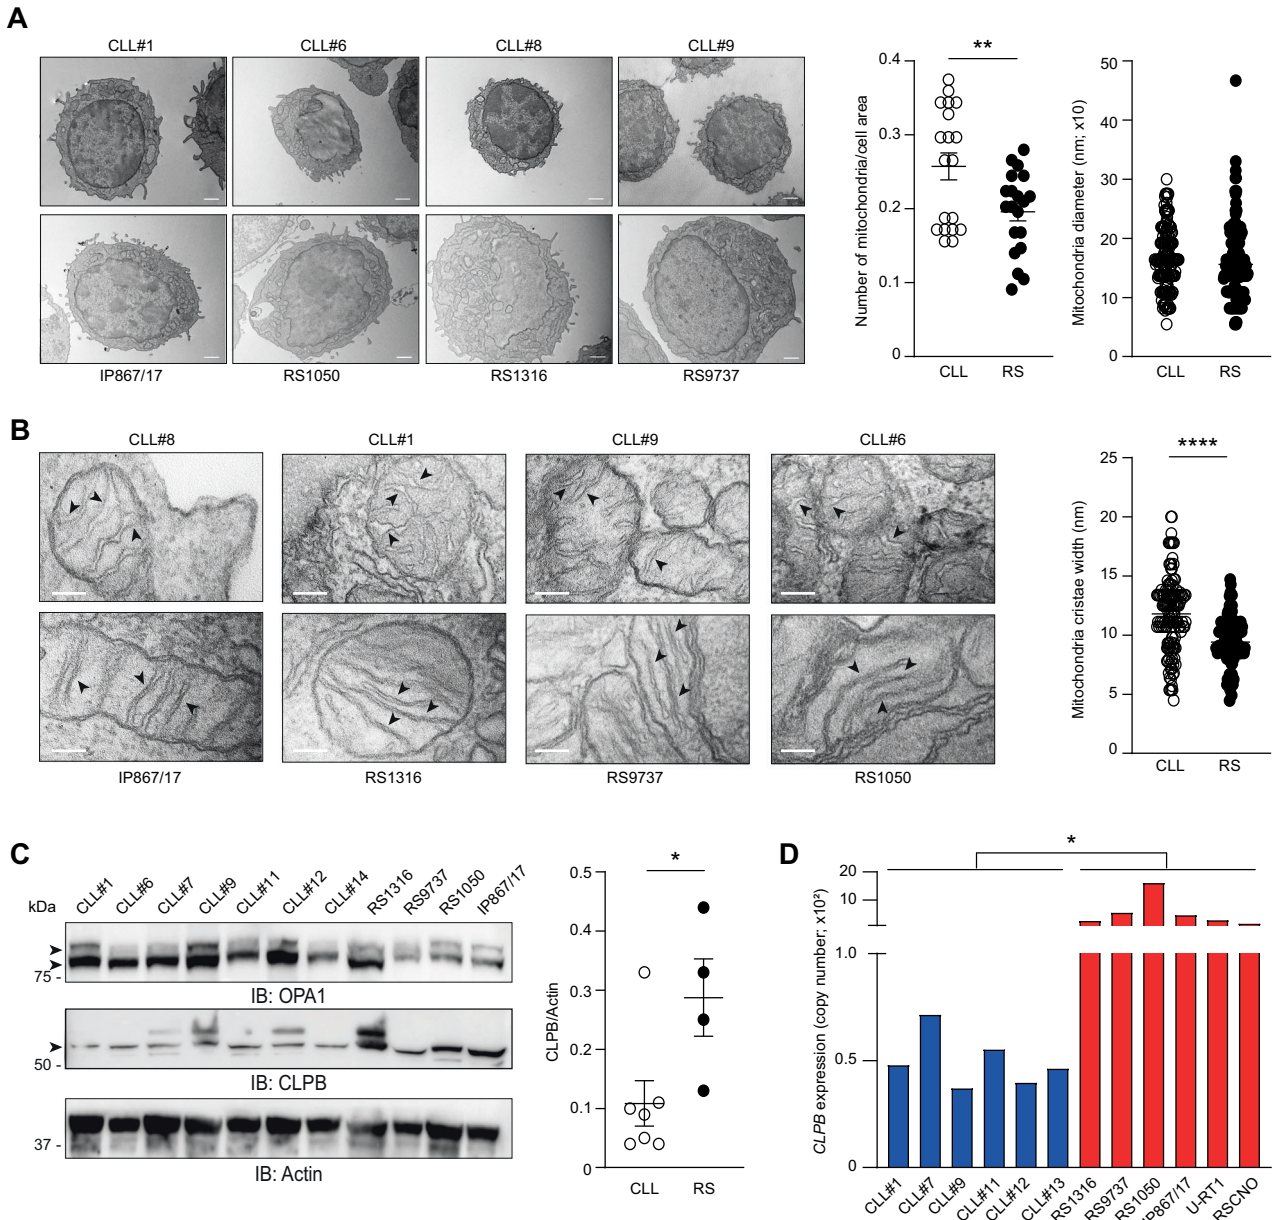 A
CLL#1
CLL#6
CLL#8
CLL#9
IP867/17
RS1050
RS1316
RS9737
**
Number of mitochondria/cell area
0.4
0.3
0.2
0.1
0
CLL
RS
Mitochondria diameter (nm; x10)
50
40
30
20
10
0
CLL
RS
B
CLL#8
CLL#1
CLL#9
CLL#6
IP867/17
RS1316
RS9737
RS1050
****
Mitochondria cristae width (nm)
25
20
15
10
5
0
CLL
RS
C
kDa
CLL#1
CLL#6
CLL#7
CLL#9
CLL#11
CLL#12
CLL#14
RS1316
RS9737
RS1050
IP867/17
75 -
IB: OPA1
50 -
IB: CLPB
37 -
IB: Actin
*
CLPB/Actin
0.5
0.4
0.3
0.2
0.1
0
CLL
RS
D
*
CLPB expression (copy number; x10²)
20
10
1.0
0.5
0
CLL#1
CLL#7
CLL#9
CLL#11
CLL#12
CLL#13
RS1316
RS9737
RS1050
IP867/17
U-RT1
RSCNO